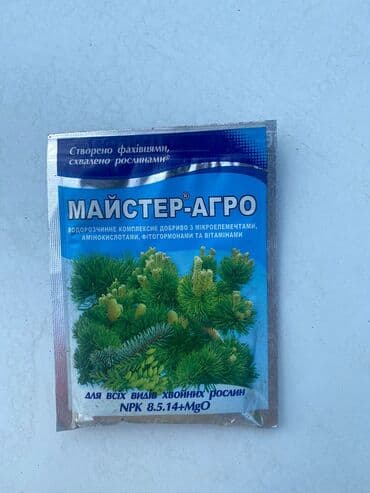 Створено фахівцями,
схвалено рослинами®
МАЙСТЕР®-АГРО
ВОДОРОЗЧИННЕ КОМПЛЕКСНЕ ДОБРИВО З МІКРОЕЛЕМЕНТАМИ,
АМІНОКИСЛОТАМИ, ФІТОГОРМОНАМИ ТА ВІТАМІНАМИ
ДЛЯ ВСІХ ВИДІВ ХВОЙНИХ РОСЛИН
NPK 8.5.14+MgO